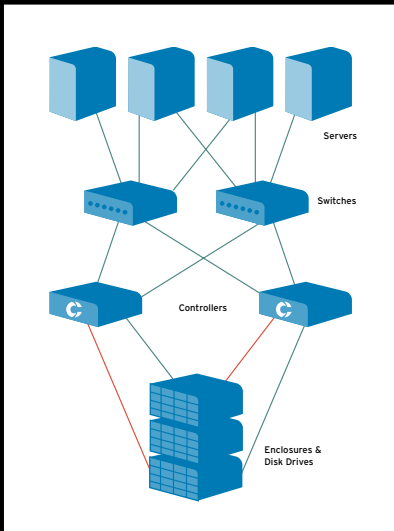 Servers
Switches
Controllers
Enclosures &
Disk Drives